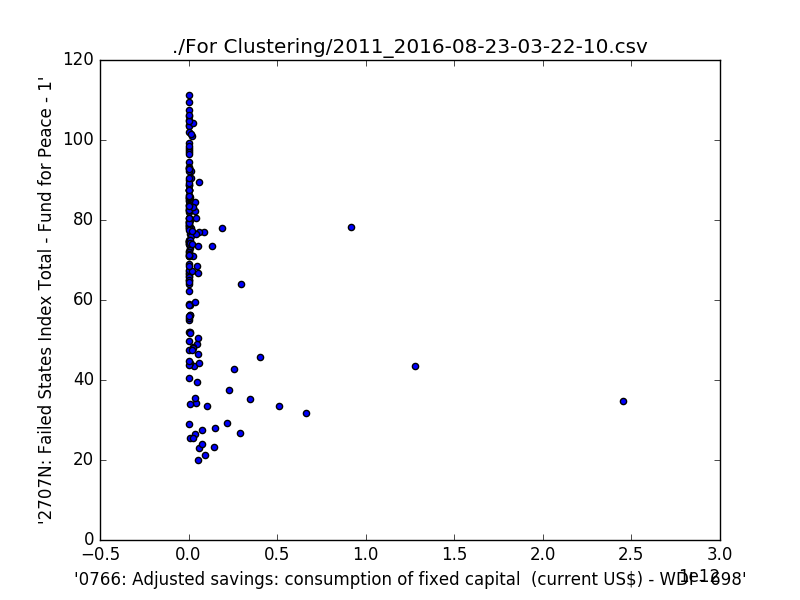 ./For Clustering/2011_2016-08-23-03-22-10.csv
120
100
80
60
40
20
0
'2707N: Failed States Index Total - Fund for Peace - 1'
−0.5 0.0 0.5 1.0 1.5 2.0 2.5 3.0
1e12
'0766: Adjusted savings: consumption of fixed capital  (current US$) - WDI - 698'